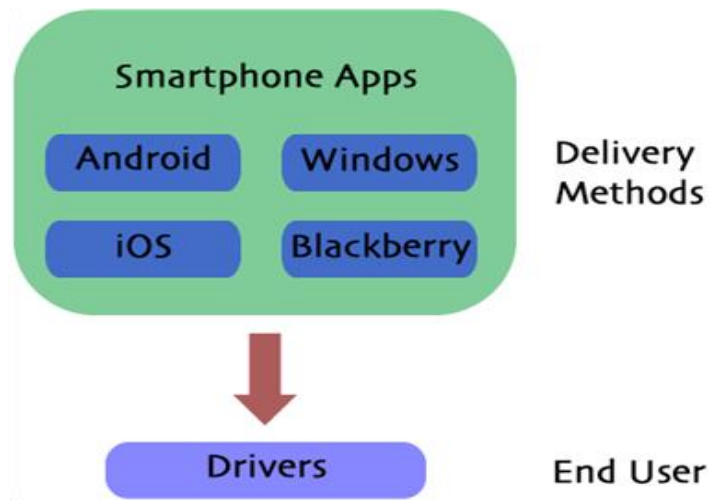 Smartphone Apps
Android
Windows
iOS
Blackberry
Delivery
Methods
Drivers
End User